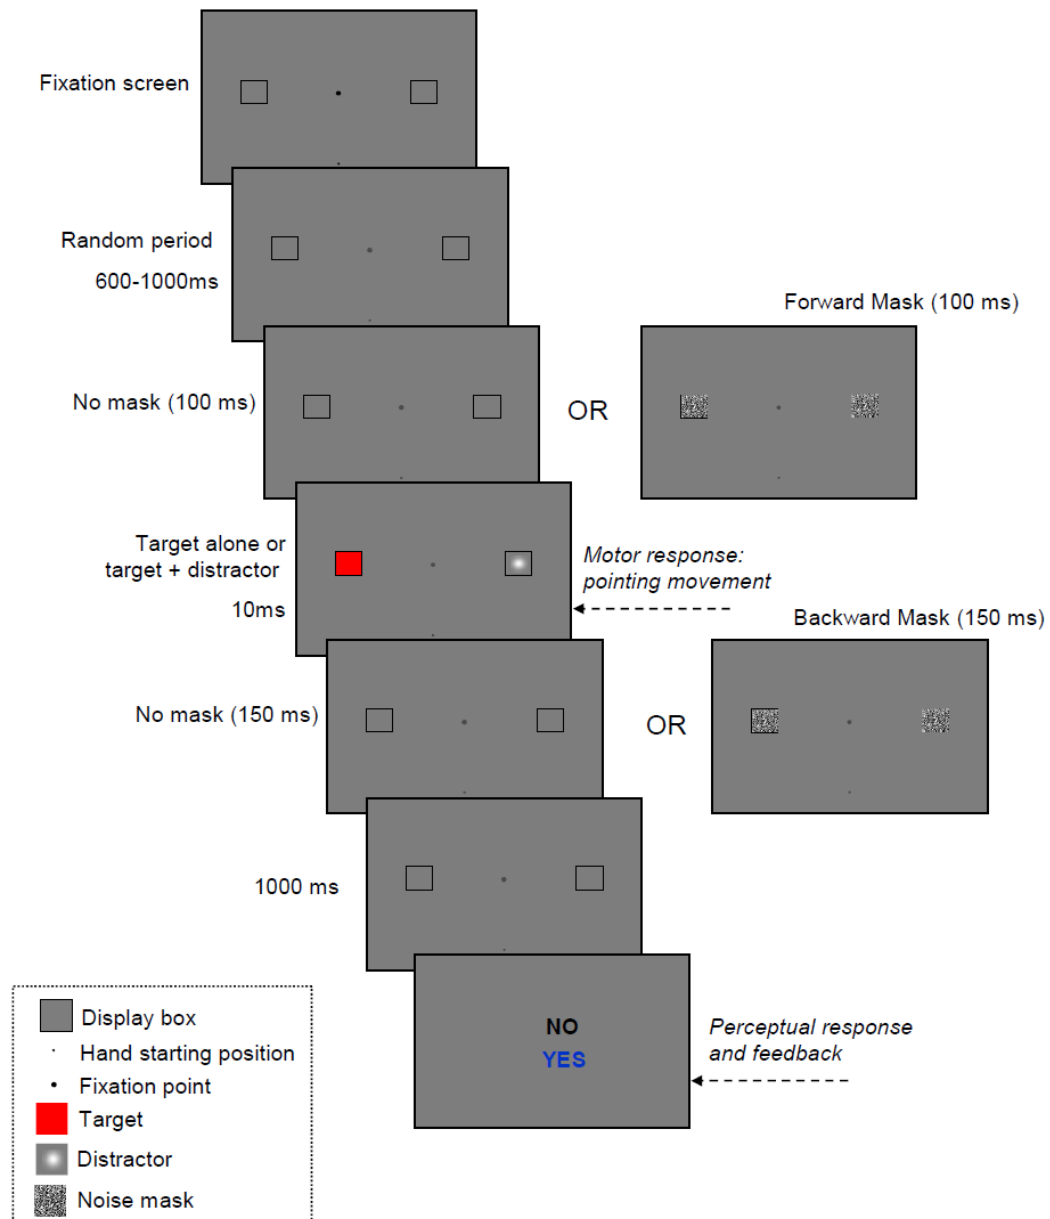 Fixation screen
Random period
600-1000ms
Forward Mask (100 ms)
No mask (100 ms)
OR
Target alone or
target + distractor
10ms
Motor response:
pointing movement
Backward Mask (150 ms)
No mask (150 ms)
OR
1000 ms
NO
YES
Perceptual response
and feedback
Display box
Hand starting position
Fixation point
Target
Distractor
Noise mask